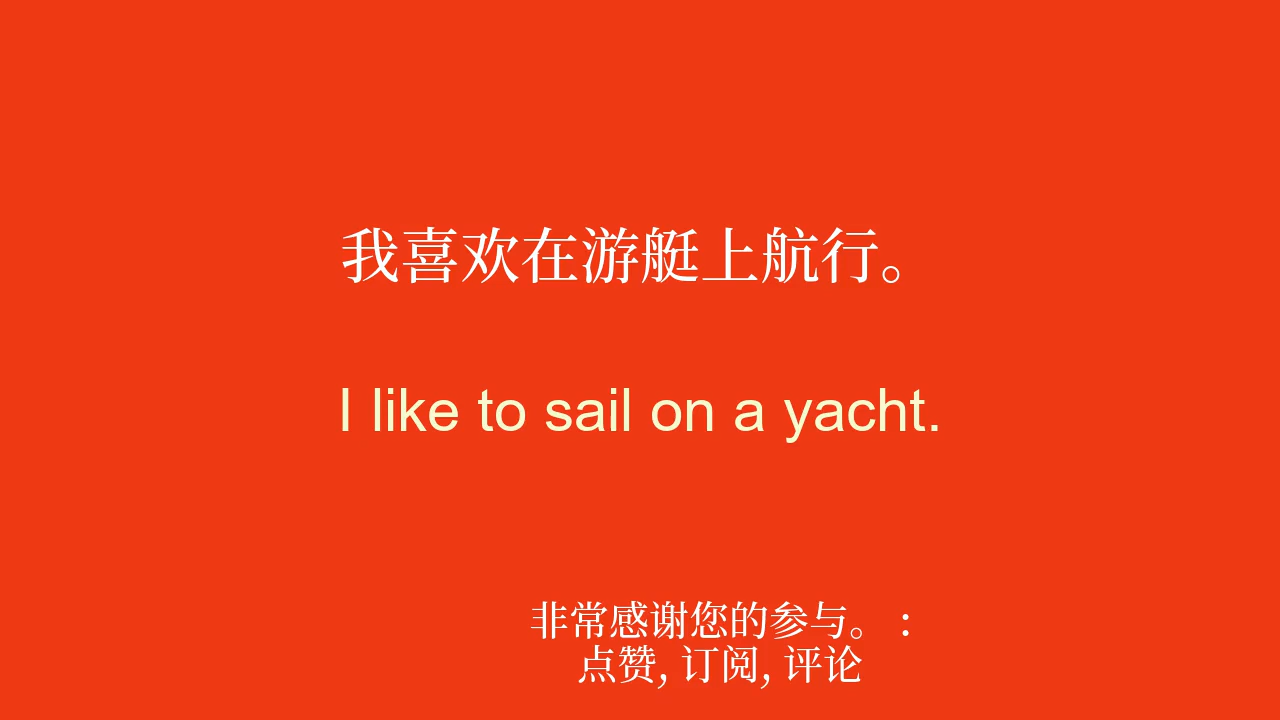 我喜欢在游艇上航行。
I like to sail on a yacht.
非常感谢您的参与。 :
点赞, 订阅, 评论